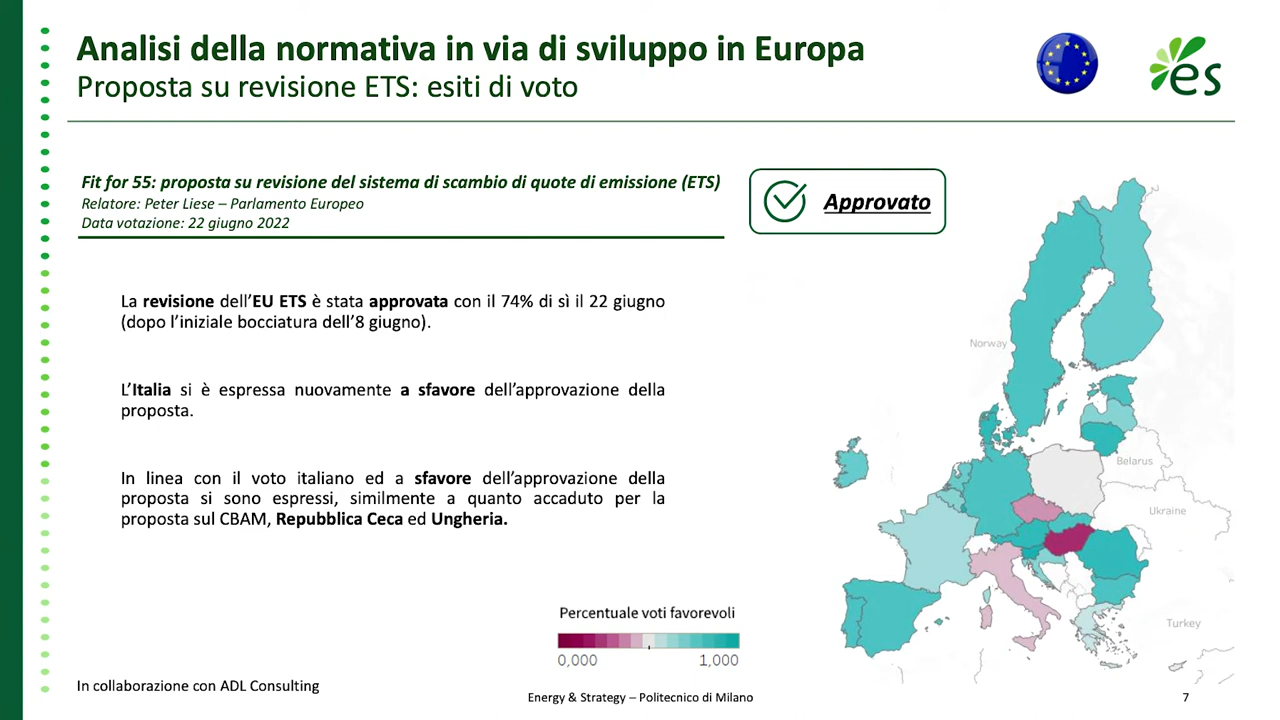 Analisi della normativa in via di sviluppo in Europa
Proposta su revisione ETS: esiti di voto
es
Fit for 55: proposta su revisione del sistema di scambio di quote di emissione (ETS)
Relatore: Peter Liese – Parlamento Europeo
Data votazione: 22 giugno 2022
Approvato
La revisione dell'EU ETS è stata approvata con il 74% di sì il 22 giugno
(dopo l'iniziale bocciatura dell'8 giugno).
L'Italia si è espressa nuovamente a sfavore dell'approvazione della
proposta.
In linea con il voto italiano ed a sfavore dell'approvazione della
proposta si sono espressi, similmente a quanto accaduto per la
proposta sul CBAM, Repubblica Ceca ed Ungheria.
Norway
Belarus
Ukraine
Turkey
Percentuale voti favorevoli
0,000 1,000
In collaborazione con ADL Consulting
Energy & Strategy – Politecnico di Milano
7